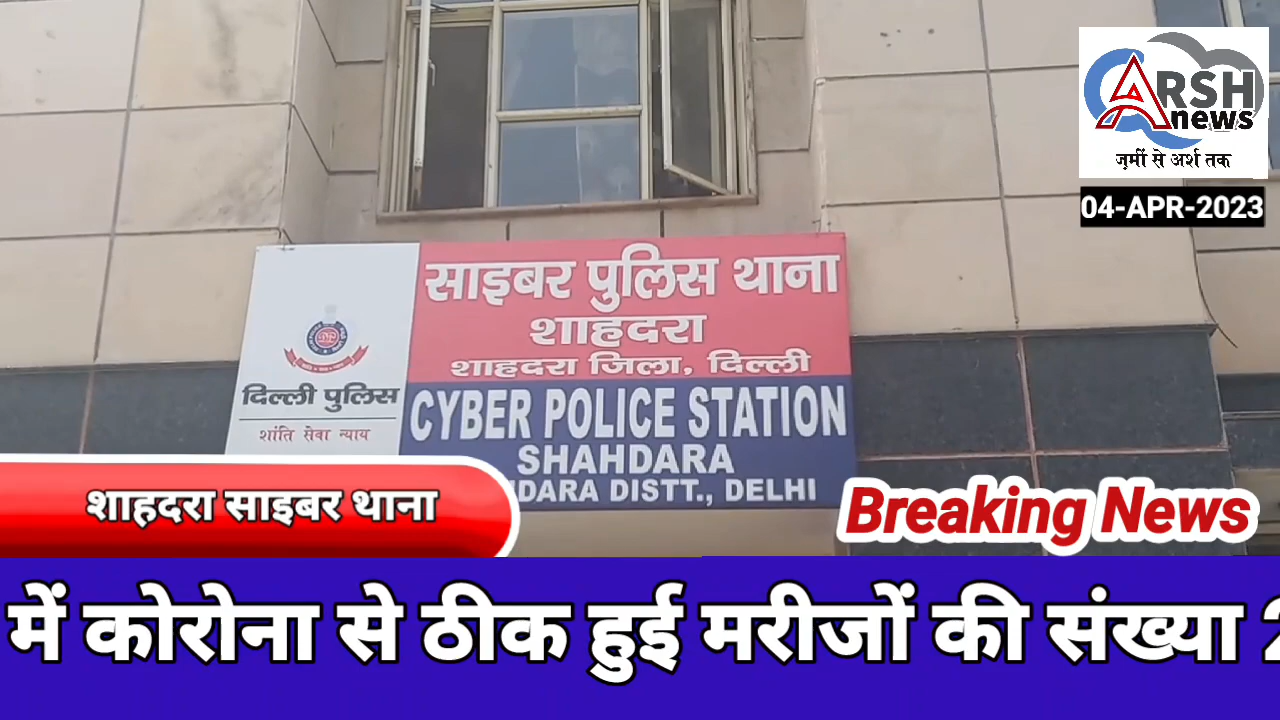 ARSH
news
ज़मीं से अर्श तक
04-APR-2023
साइबर पुलिस थाना
शाहदरा
शाहदरा जिला, दिल्ली
दिल्ली पुलिस
शांति सेवा न्याय
CYBER POLICE STATION
SHAHDARA
DARA DISTT., DELHI
शाहदरा साइबर थाना
Breaking News
में कोरोना से ठीक हुई मरीजों की संख्या